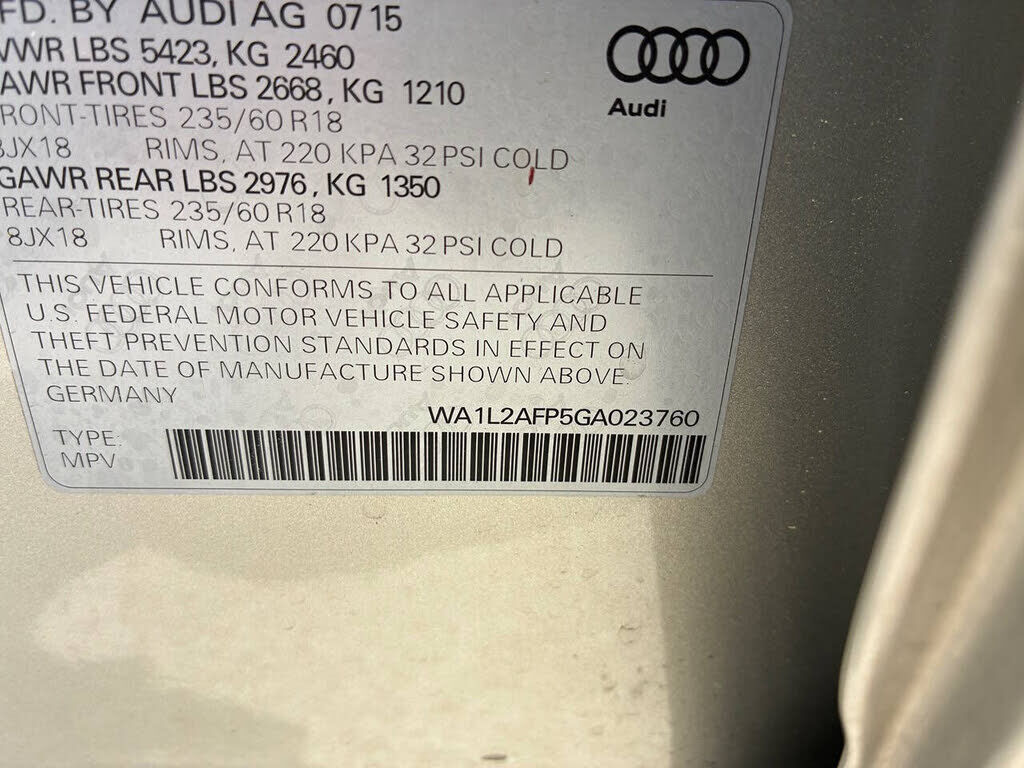 FD. BY AUDI AG 07 15
VWR LBS 5423, KG 2460
AWR FRONT LBS 2668, KG 1210
RONT-TIRES 235/60 R18
8JX18 RIMS, AT 220 KPA 32 PSI COLD
GAWR REAR LBS 2976, KG 1350
REAR-TIRES 235/60 R18
8JX18 RIMS, AT 220 KPA 32 PSI COLD
Audi
THIS VEHICLE CONFORMS TO ALL APPLICABLE
U.S. FEDERAL MOTOR VEHICLE SAFETY AND
THEFT PREVENTION STANDARDS IN EFFECT ON
THE DATE OF MANUFACTURE SHOWN ABOVE.
GERMANY
WA1L2AFP5GA023760
TYPE:
MPV